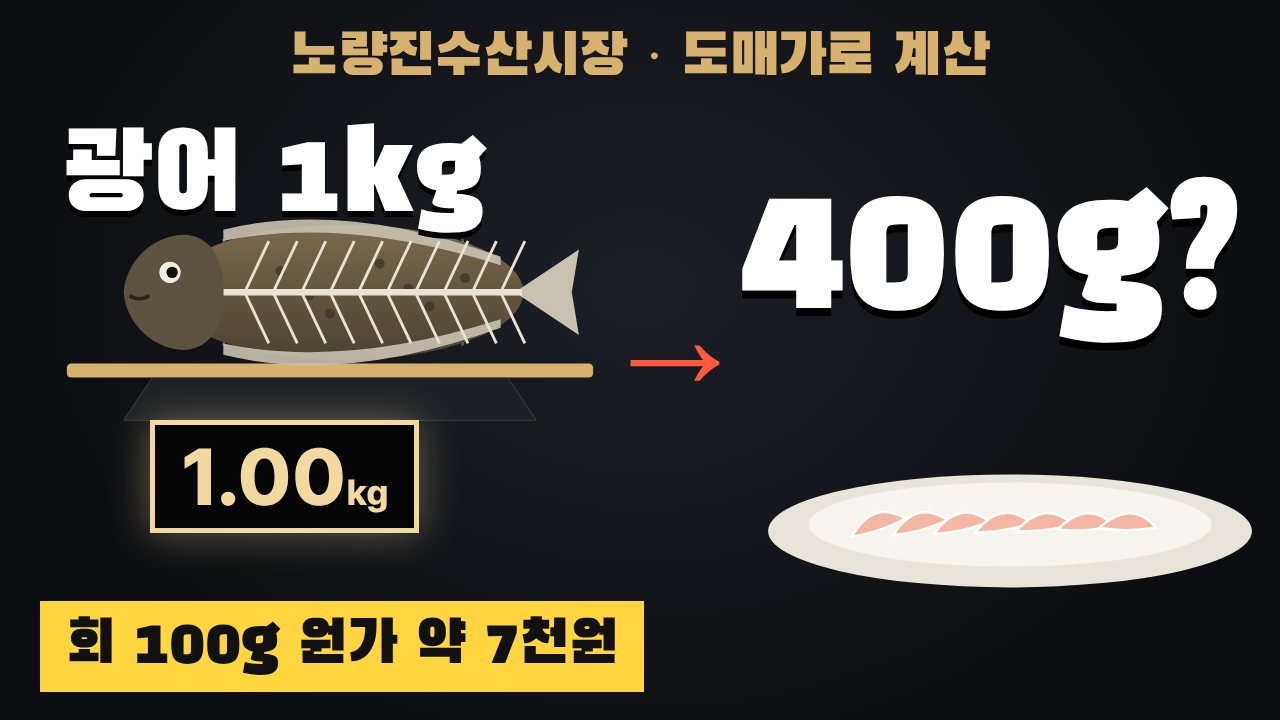 노량진수산시장 · 도매가로 계산
광어 1kg
400g?
→
1.00kg
회 100g 원가 약 7천원